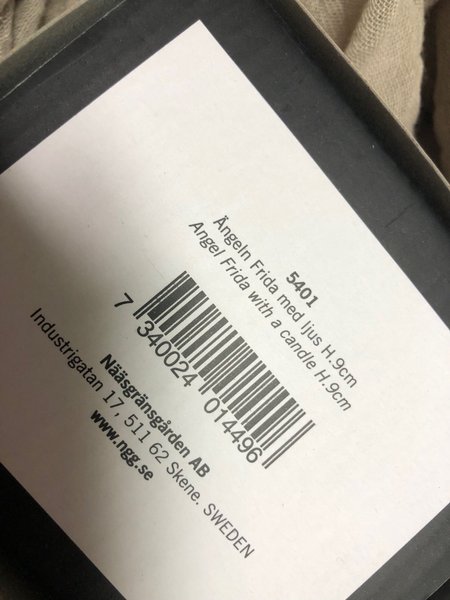 5401
Ängeln Frida med ljus H.9cm
Angel Frida with a candle H.9cm
7 340024 014496
Nääsgränsgården AB
Industrigatan 17, 511 62 Skene. SWEDEN
www.ngg.se